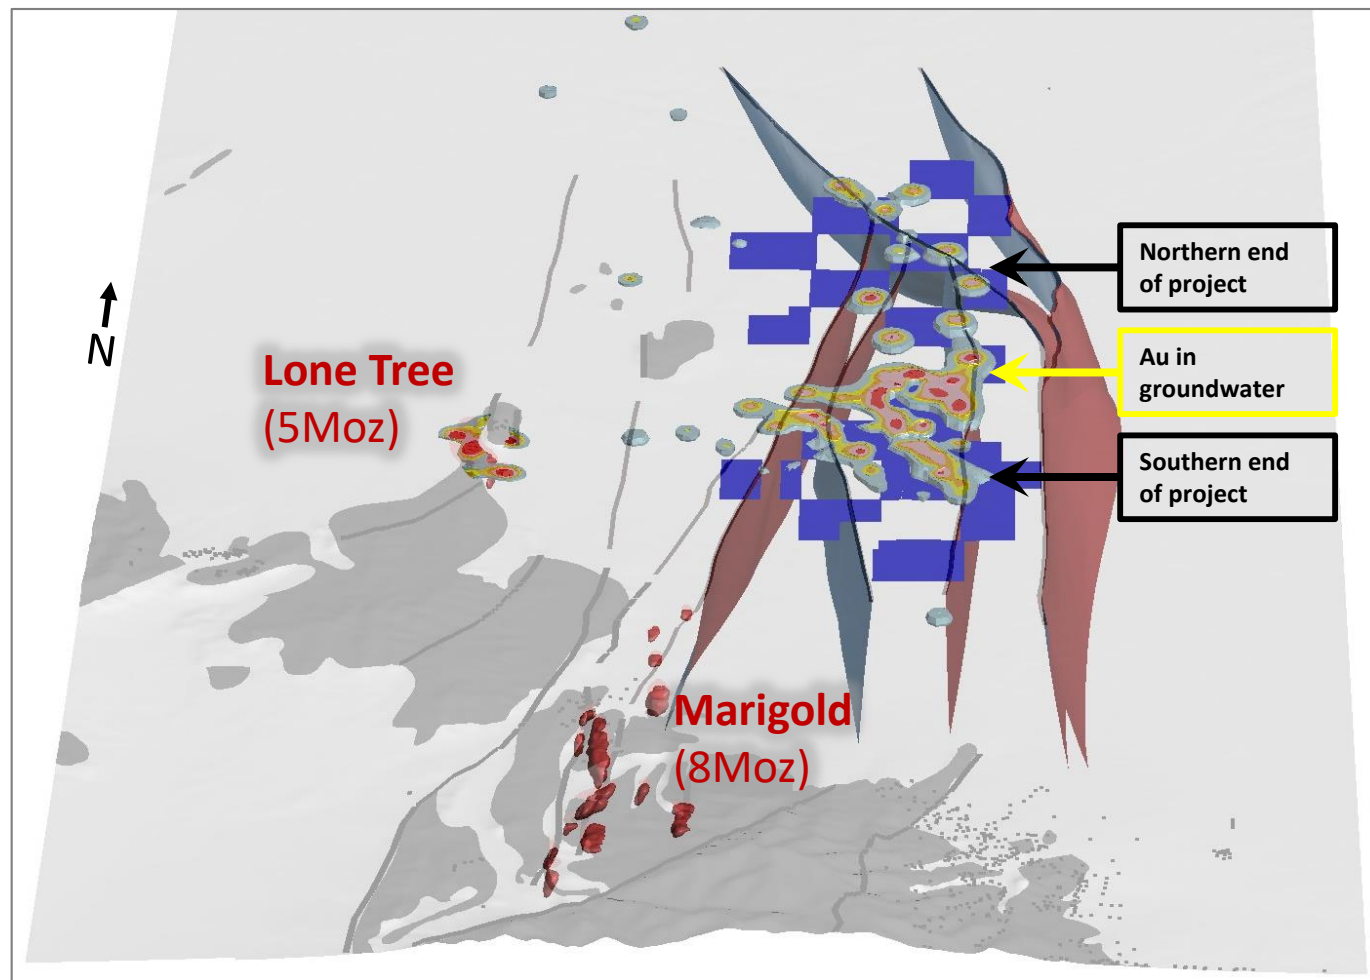 Northern end
of project
N
Lone Tree
(5Moz)
Au in
groundwater
Southern end
of project
Marigold
(8Moz)